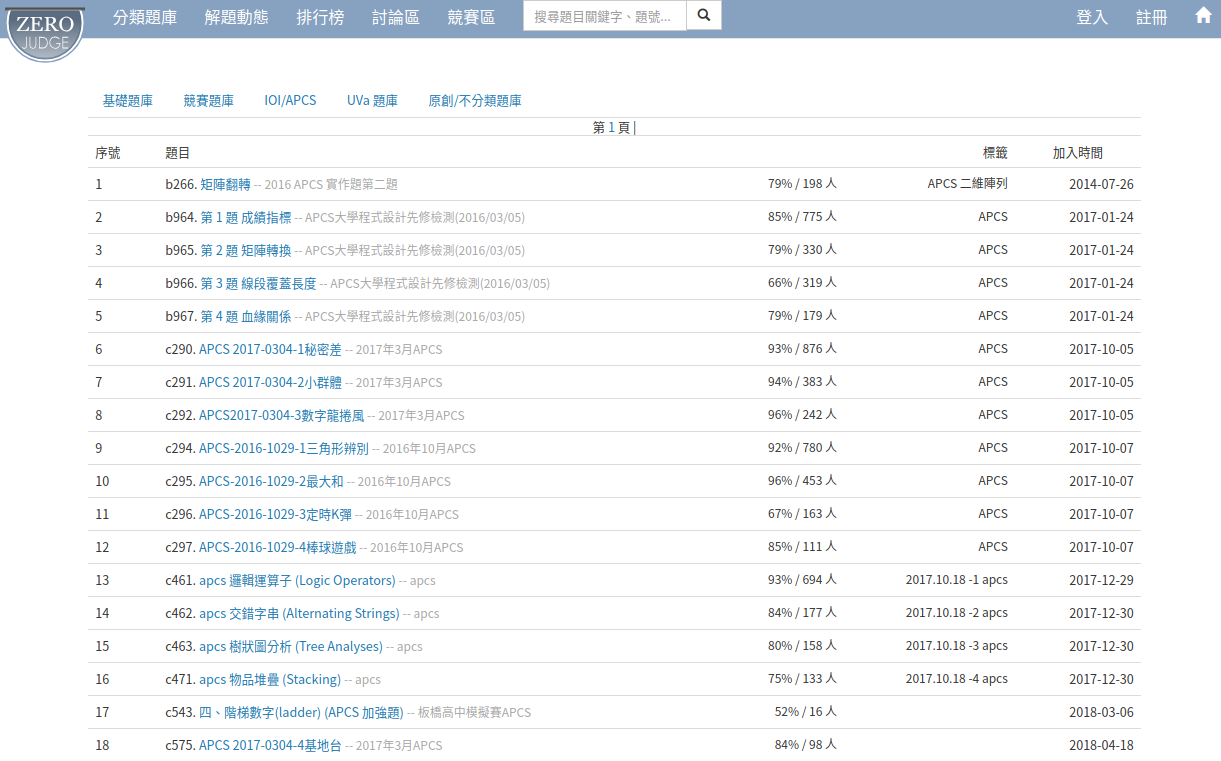 ZERO JUDGE 分類題庫 解題動態 排行榜 討論區 競賽區 搜尋題目關鍵字、題號... 登入 註冊
基礎題庫 競賽題庫 IOI/APCS UVa 題庫 原創/不分類題庫
第 1 頁 |
序號 題目 標籤 加入時間
1 b266. 矩陣翻轉 -- 2016 APCS 實作題第二題 79% / 198 人 APCS 二維陣列 2014-07-26
2 b964. 第 1 題 成績指標 -- APCS大學程式設計先修檢測(2016/03/05) 85% / 775 人 APCS 2017-01-24
3 b965. 第 2 題 矩陣轉換 -- APCS大學程式設計先修檢測(2016/03/05) 79% / 330 人 APCS 2017-01-24
4 b966. 第 3 題 線段覆蓋長度 -- APCS大學程式設計先修檢測(2016/03/05) 66% / 319 人 APCS 2017-01-24
5 b967. 第 4 題 血緣關係 -- APCS大學程式設計先修檢測(2016/03/05) 79% / 179 人 APCS 2017-01-24
6 c290. APCS 2017-0304-1秘密差 -- 2017年3月APCS 93% / 876 人 APCS 2017-10-05
7 c291. APCS 2017-0304-2小群體 -- 2017年3月APCS 94% / 383 人 APCS 2017-10-05
8 c292. APCS2017-0304-3數字龍捲風 -- 2017年3月APCS 96% / 242 人 APCS 2017-10-05
9 c294. APCS-2016-1029-1三角形辨別 -- 2016年10月APCS 92% / 780 人 APCS 2017-10-07
10 c295. APCS-2016-1029-2最大和 -- 2016年10月APCS 96% / 453 人 APCS 2017-10-07
11 c296. APCS-2016-1029-3定時K彈 -- 2016年10月APCS 67% / 163 人 APCS 2017-10-07
12 c297. APCS-2016-1029-4棒球遊戲 -- 2016年10月APCS 85% / 111 人 APCS 2017-10-07
13 c461. apcs 邏輯運算子 (Logic Operators) -- apcs 93% / 694 人 2017.10.18 -1 apcs 2017-12-29
14 c462. apcs 交錯字串 (Alternating Strings) -- apcs 84% / 177 人 2017.10.18 -2 apcs 2017-12-30
15 c463. apcs 樹狀圖分析 (Tree Analyses) -- apcs 80% / 158 人 2017.10.18 -3 apcs 2017-12-30
16 c471. apcs 物品堆疊 (Stacking) -- apcs 75% / 133 人 2017.10.18 -4 apcs 2017-12-30
17 c543. 四、階梯數字(ladder) (APCS 加強題) -- 板橋高中模擬賽APCS 52% / 16 人 2018-03-06
18 c575. APCS 2017-0304-4基地台 -- 2017年3月APCS 84% / 98 人 2018-04-18